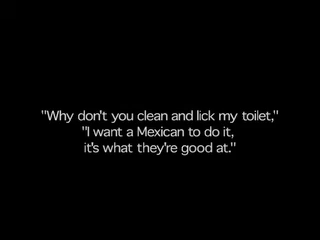 "Why don't you clean and lick my toilet,"
"I want a Mexican to do it,
it's what they're good at."